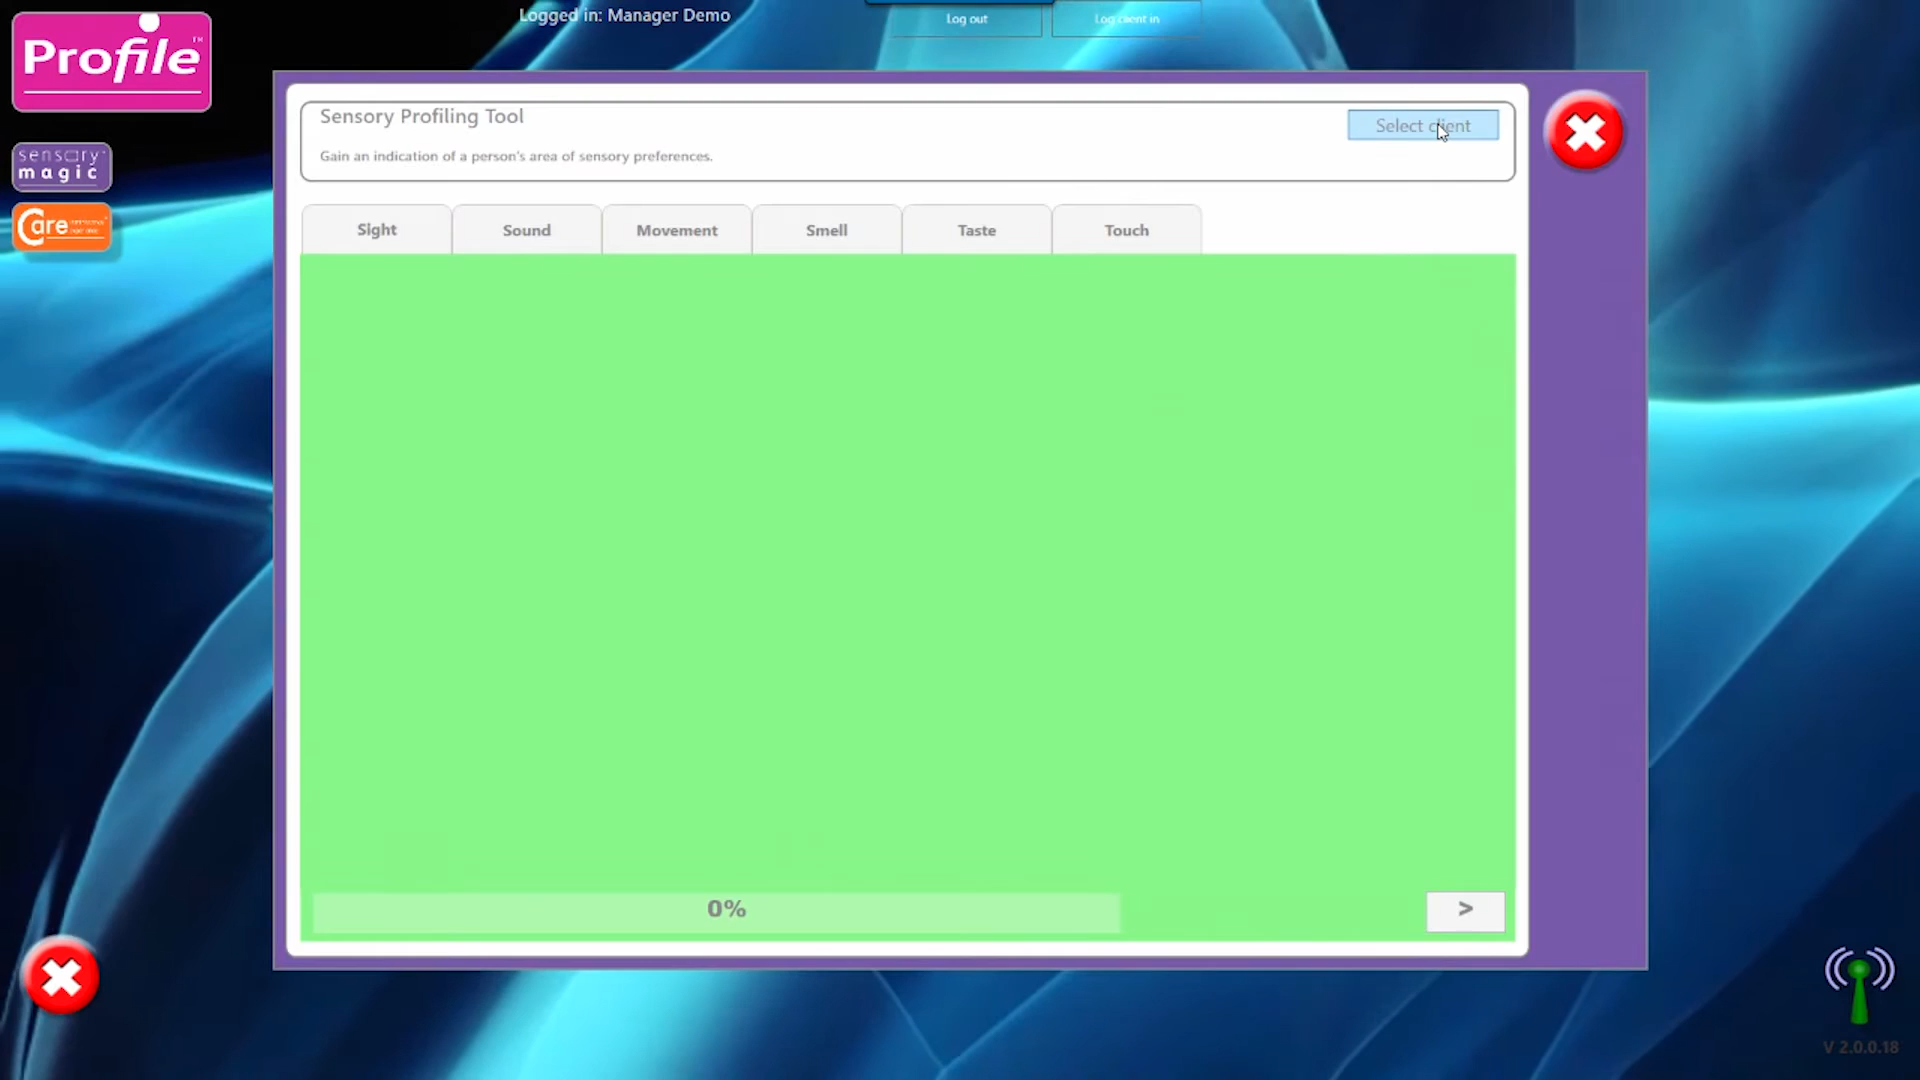 Logged in: Manager Demo
Log out
Log client in
Profile™
sensory
magic
Care
Sensory Profiling Tool
Select client
Gain an indication of a person's area of sensory preferences.
Sight
Sound
Movement
Smell
Taste
Touch
0%
>
V 2.0.0.18